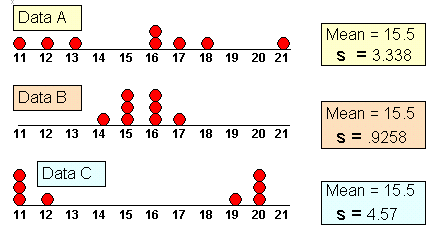 Data A
11 12 13 14 15 16 17 18 19 20 21
Mean = 15.5
s = 3.338
Data B
11 12 13 14 15 16 17 18 19 20 21
Mean = 15.5
s = .9258
Data C
11 12 13 14 15 16 17 18 19 20 21
Mean = 15.5
s = 4.57